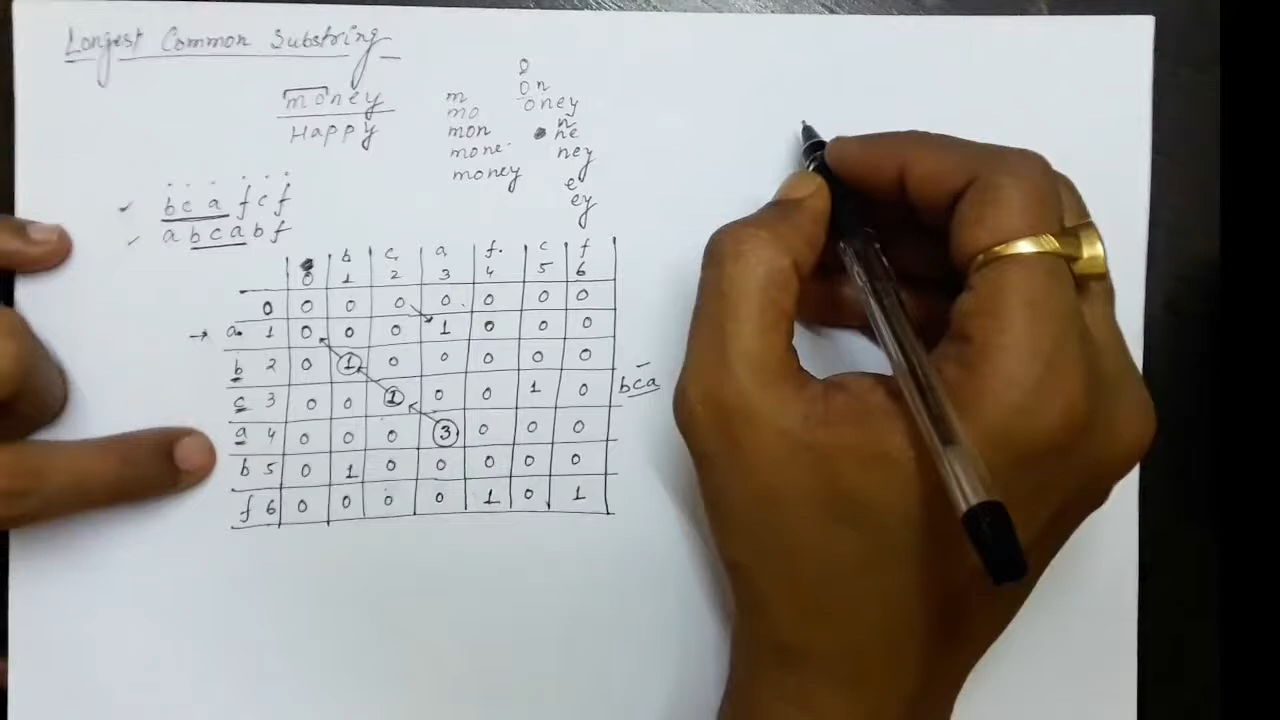 Longest Common Substring
money
Happy
m
mo
mon
mone
money
o
on
oney
n
ne
ney
e
ey
b c a f c f
a b c a b f
b c a f c f
0 1 2 3 4 5 6
0 0 0 0 0 0 0 0
a 1 0 0 0 1 0 0 0
b 2 0 1 0 0 0 0 0
c 3 0 0 1 0 0 1 0
bca
a 4 0 0 0 3 0 0 0
b 5 0 1 0 0 0 0 0
f 6 0 0 0 0 1 0 1